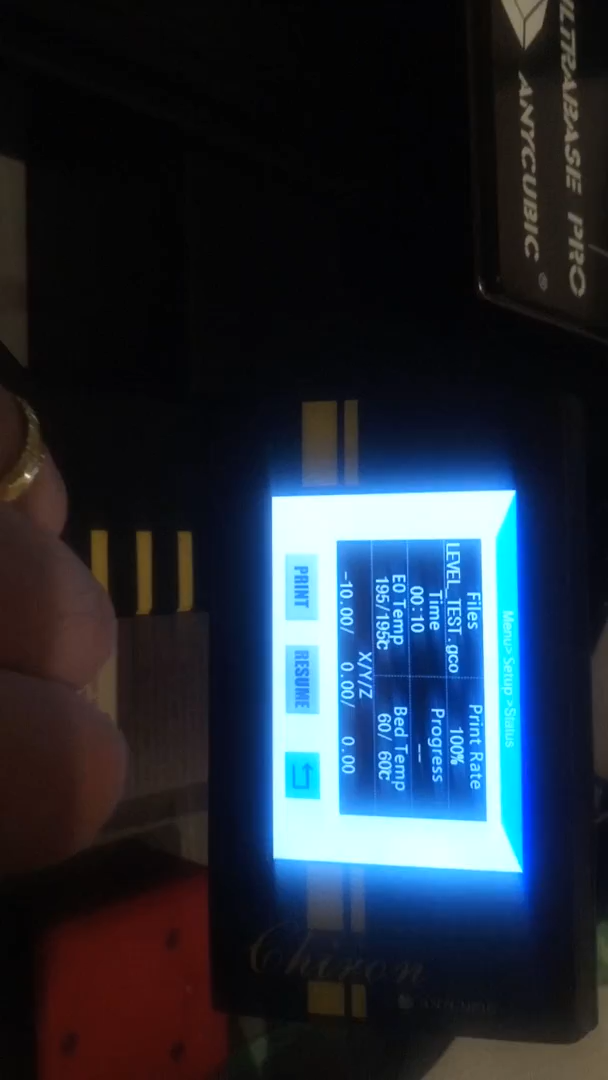 ULTRABASE PRO
ANYCUBIC ®
Menu> Setup >Status
Files
Print Rate
LEVEL_TEST.gco
100%
Time
Progress
00:10
--
E0 Temp
Bed Temp
195/195c
60/ 60c
X/Y/Z
-10.00/ 0.00/ 0.00
PRINT
RESUME
Chiron